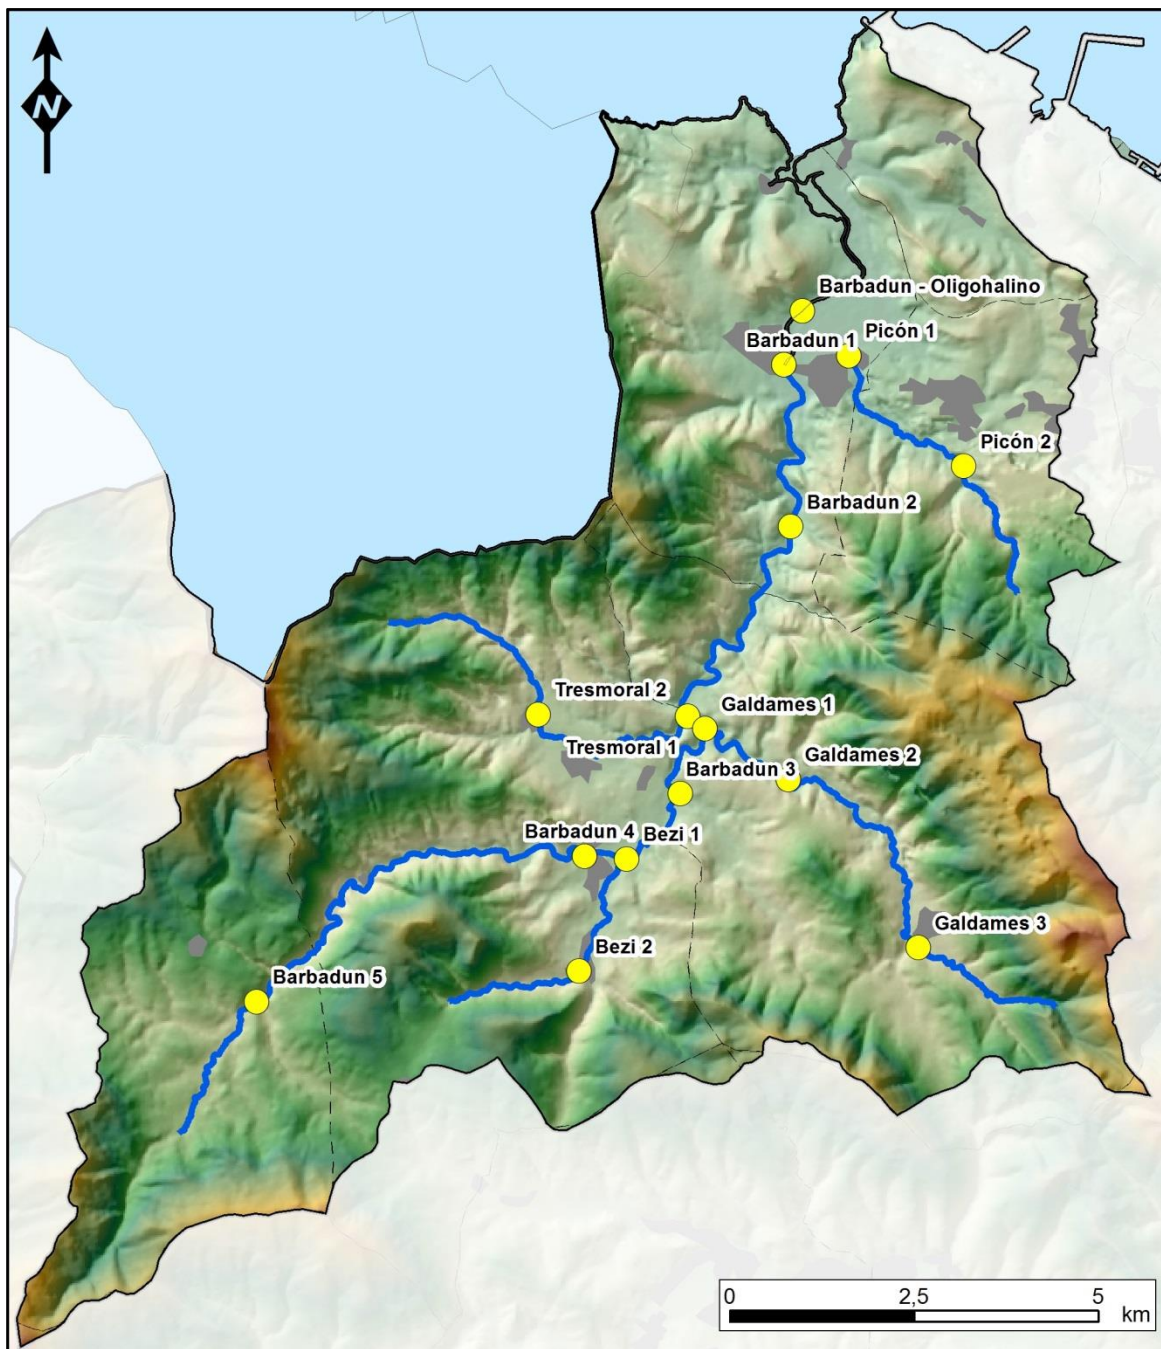 N
Barbadun - Oligohalino
Picón 1
Barbadun 1
Picón 2
Barbadun 2
Tresmoral 2
Galdames 1
Tresmoral 1
Galdames 2
Barbadun 3
Barbadun 4
Bezi 1
Galdames 3
Bezi 2
Barbadun 5
0 2,5 5
km